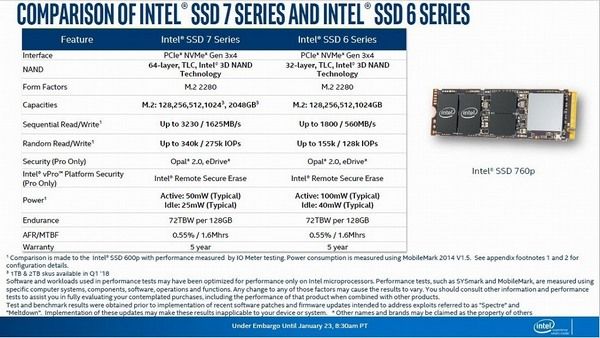 COMPARISON OF INTEL® SSD 7 SERIES AND INTEL® SSD 6 SERIES
Feature Intel® SSD 7 Series Intel® SSD 6 Series
Interface PCIe* NVMe* Gen 3x4 PCIe* NVMe* Gen 3x4
NAND 64-layer, TLC, Intel® 3D NAND Technology 32-layer, TLC, Intel® 3D NAND Technology
Form Factors M.2 2280 M.2 2280
Capacities M.2: 128,256,512,1024³, 2048GB³ M.2: 128,256,512,1024GB
Sequential Read/Write¹ Up to 3230 / 1625MB/s Up to 1800 / 560MB/s
Random Read/Write¹ Up to 340k / 275k IOPs Up to 155k / 128k IOPs
Security (Pro Only) Opal* 2.0, eDrive* Opal* 2.0, eDrive*
Intel® vPro™ Platform Security (Pro Only) Intel® Remote Secure Erase Intel® Remote Secure Erase
Power¹ Active: 50mW (Typical) Idle: 25mW (Typical) Active: 100mW (Typical) Idle: 40mW (Typical)
Endurance 72TBW per 128GB 72TBW per 128GB
AFR/MTBF 0.55% / 1.6Mhrs 0.55% / 1.6Mhrs
Warranty 5 year 5 year
intel intel
Intel® SSD 760p
¹ Comparison is made to the Intel® SSD 600p with performance measured by IO Meter testing. Power consumption is measured using MobileMark 2014 V1.5. See appendix footnotes 1 and 2 for
configuration details.
³ 1TB & 2TB skus available in Q1 '18
Software and workloads used in performance tests may have been optimized for performance only on Intel microprocessors. Performance tests, such as SYSmark and MobileMark, are measured using
specific computer systems, components, software, operations and functions. Any change to any of those factors may cause the results to vary. You should consult other information and performance
tests to assist you in fully evaluating your contemplated purchases, including the performance of that product when combined with other products.
Test and benchmark results were obtained prior to implementation of recent software patches and firmware updates intended to address exploits referred to as "Spectre" and
"Meltdown". Implementation of these updates may make these results inapplicable to your device or system. * Other names and brands may be claimed as the property of others
Under Embargo Until January 23, 8:30am PT
intel